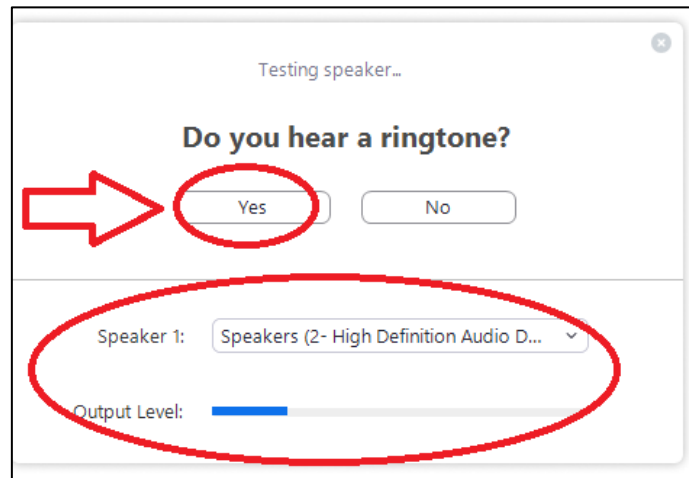 Testing speaker...
Do you hear a ringtone?
Yes No
Speaker 1: Speakers (2- High Definition Audio D...
Output Level: